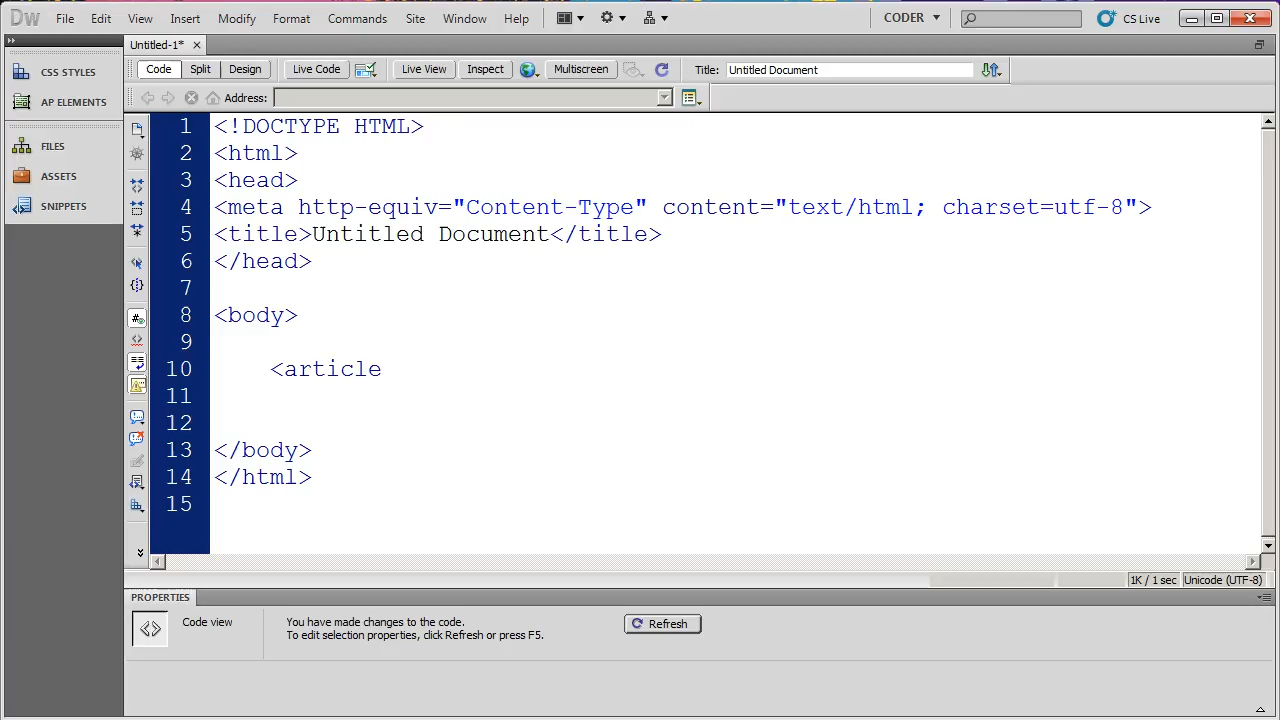 Dw File Edit View Insert Modify Format Commands Site Window Help CODER CS Live
Untitled-1*
CSS STYLES
AP ELEMENTS
FILES
ASSETS
SNIPPETS
Code Split Design Live Code Live View Inspect Multiscreen Title: Untitled Document
Address:
1 <!DOCTYPE HTML>
2 <html>
3 <head>
4 <meta http-equiv="Content-Type" content="text/html; charset=utf-8">
5 <title>Untitled Document</title>
6 </head>
7
8 <body>
9
10 <article
11
12
13 </body>
14 </html>
15
1K / 1 sec Unicode (UTF-8)
PROPERTIES
Code view
You have made changes to the code.
To edit selection properties, click Refresh or press F5.
Refresh